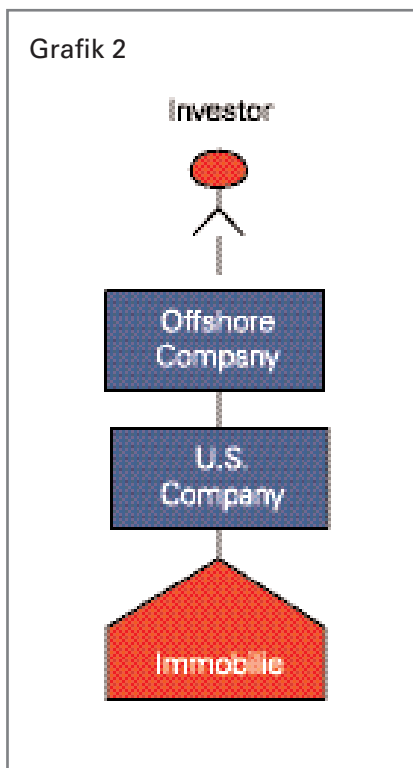 Grafik 2
Investor
Offshore
Company
U.S.
Company
Immobilie